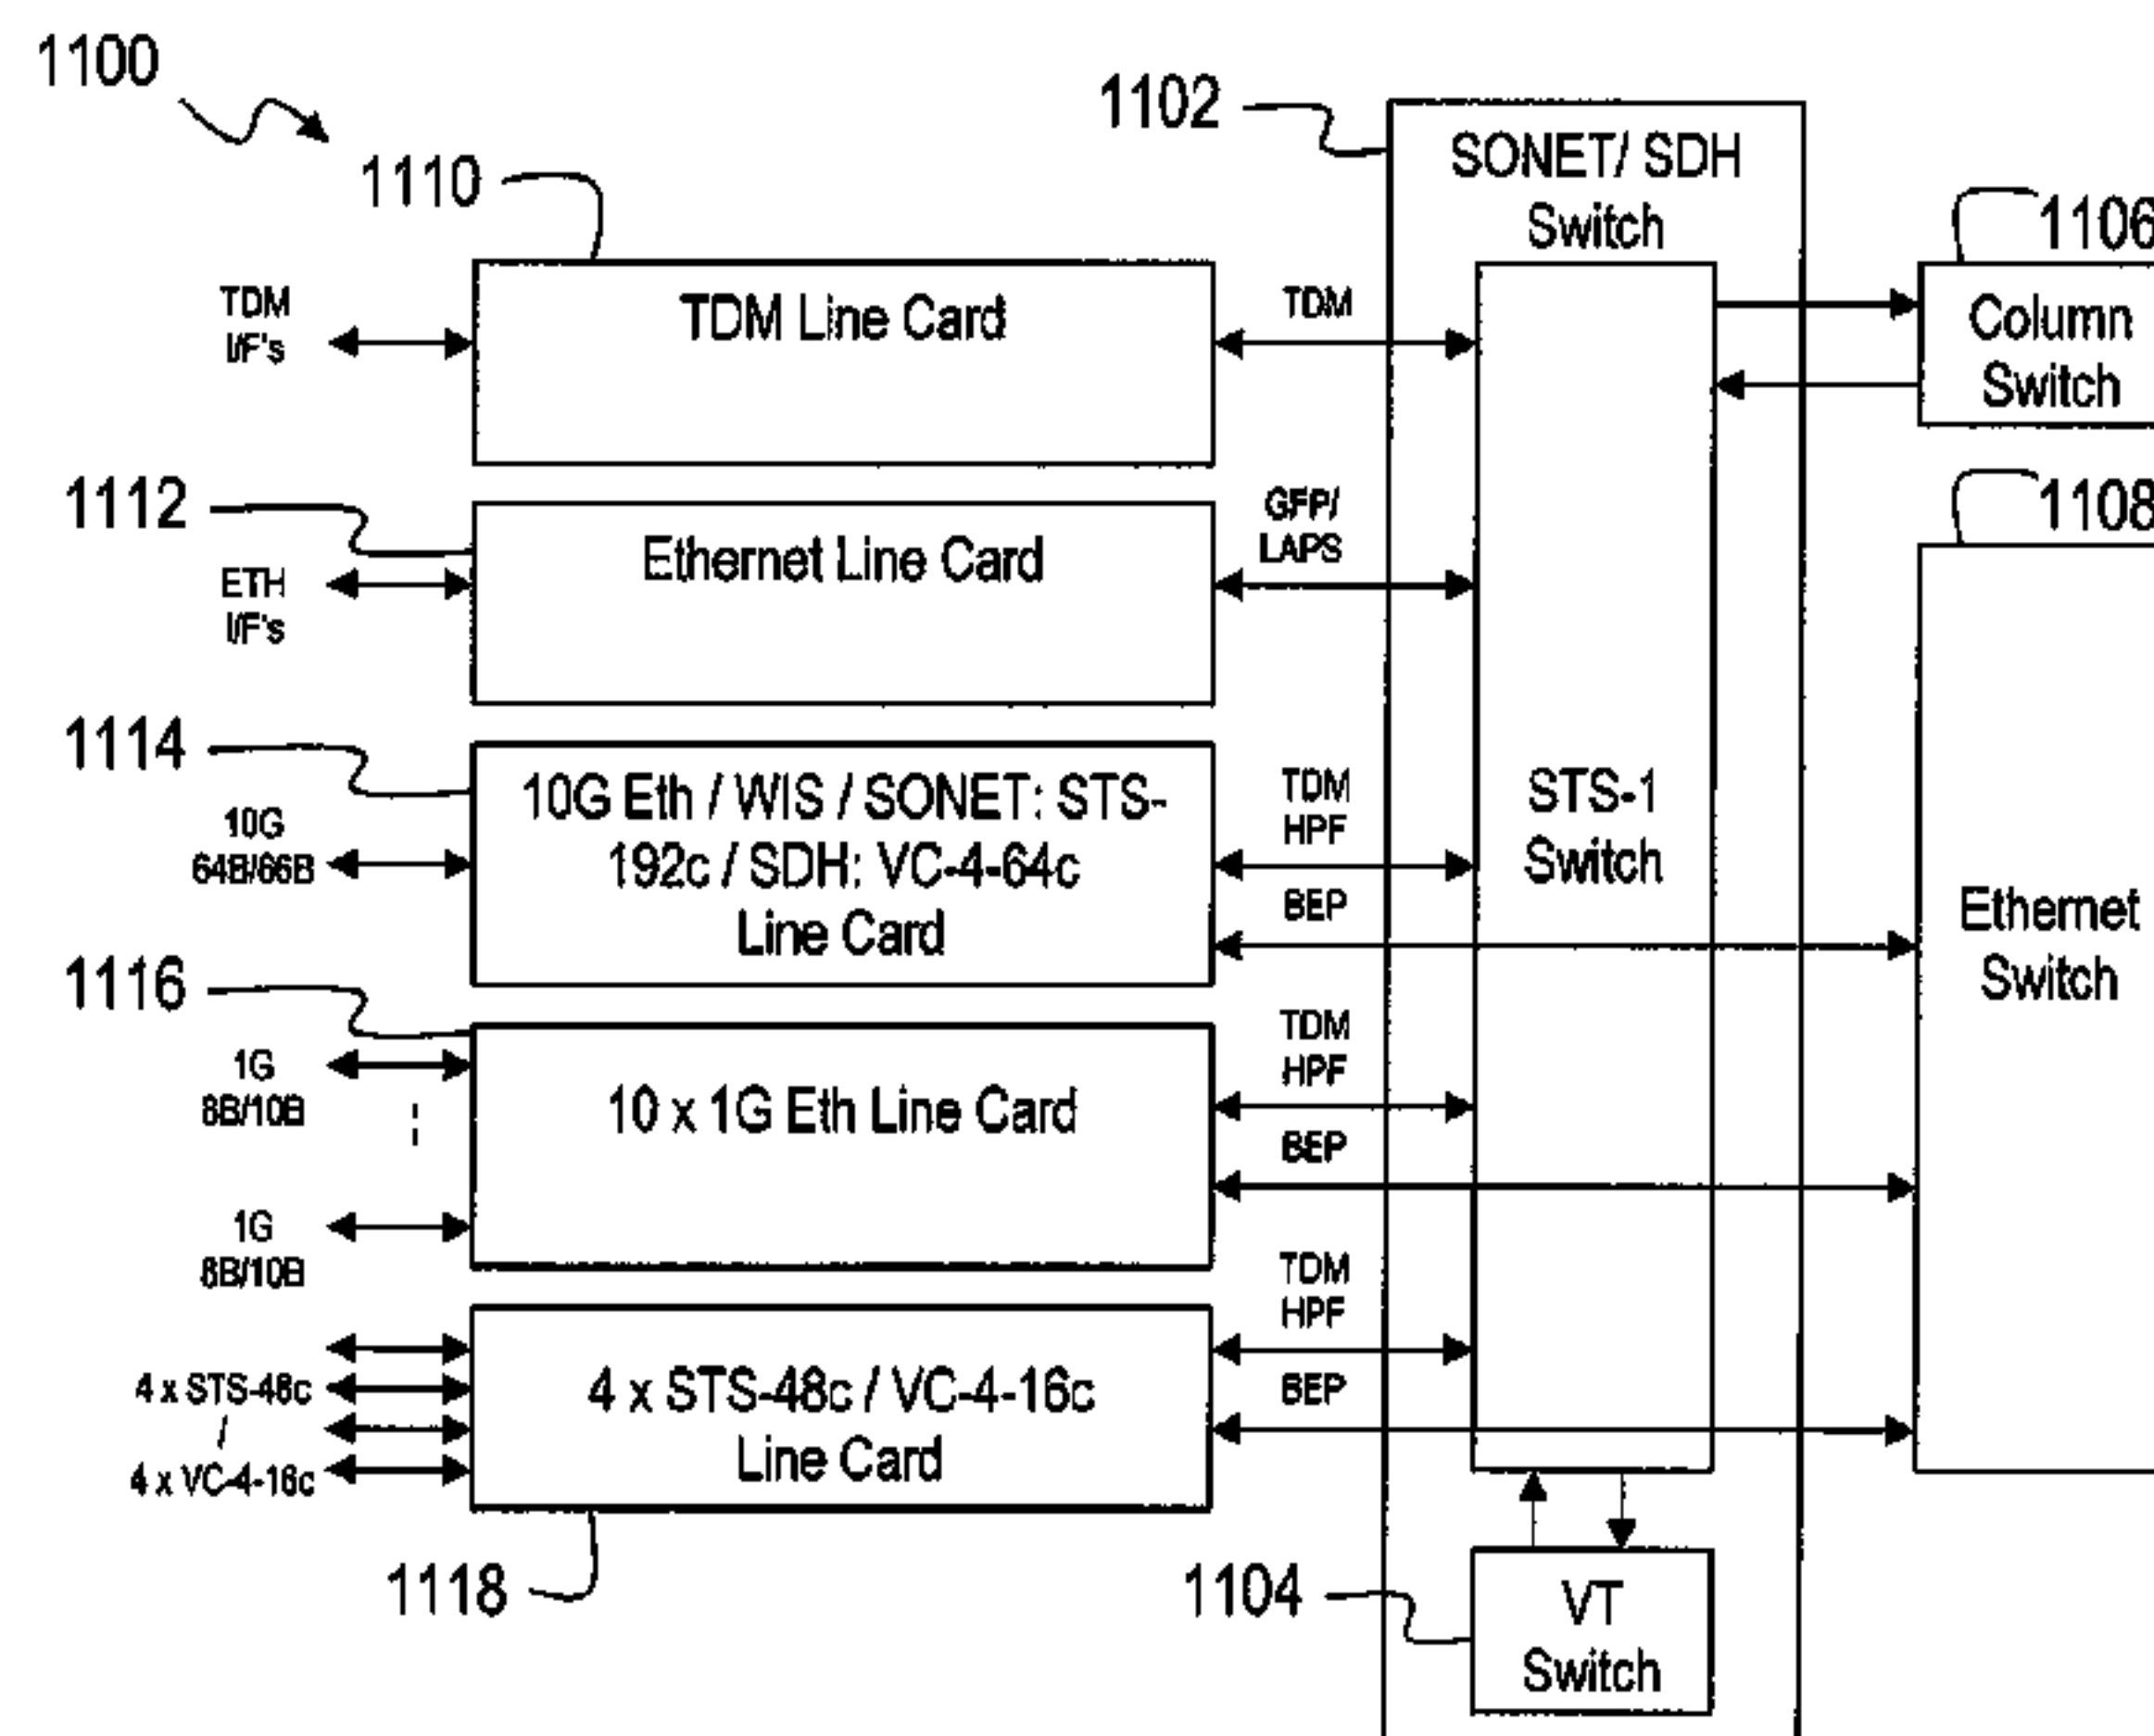 1100
1102
SONET/ SDH
Switch
1110
1106
TDM
I/F's
TDM Line Card
TDM
Column
Switch
1112
GFP/
LAPS
1108
Ethernet Line Card
ETH
I/F's
1114
10G
64B/66B
10G Eth / WIS / SONET: STS-
192c / SDH: VC-4-64c
Line Card
TDM
HPF
BEP
STS-1
Switch
Ethernet
Switch
1116
1G
8B/10B
10 x 1G Eth Line Card
TDM
HPF
BEP
1G
8B/10B
TDM
HPF
4 x STS-48c
/
4 x VC-4-16c
4 x STS-48c / VC-4-16c
Line Card
BEP
1118
1104
VT
Switch